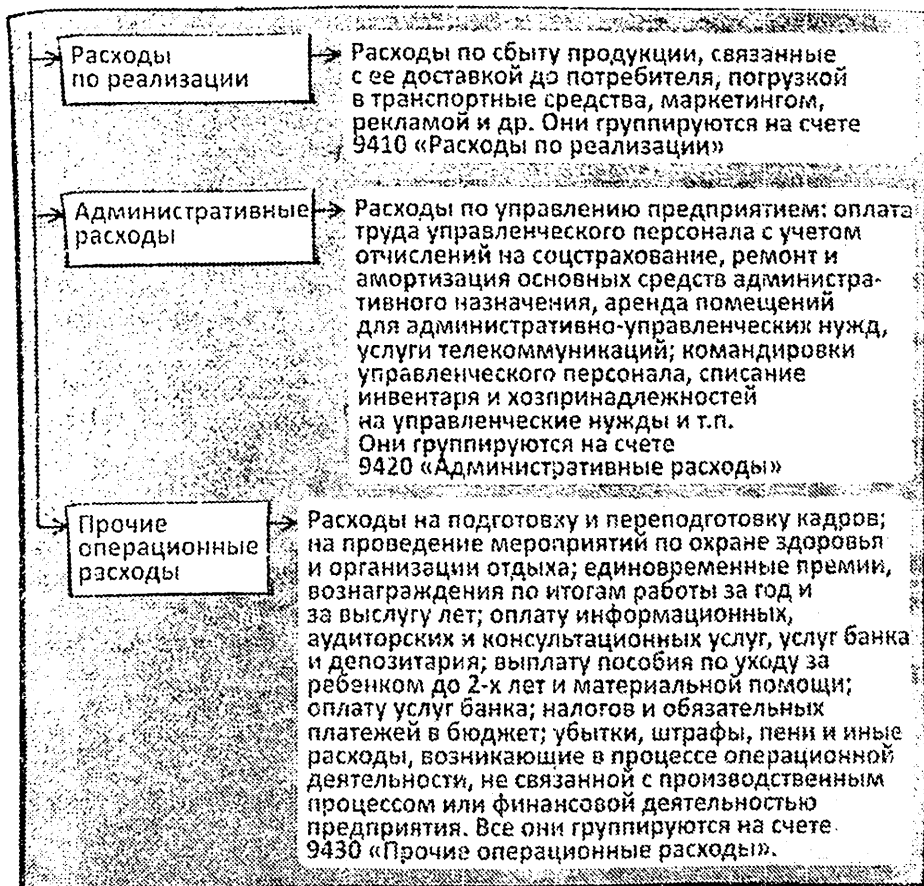 Расходы
по реализации
Расходы по сбыту продукции, связанные
с ее доставкой до потребителя, погрузкой
в транспортные средства, маркетингом,
рекламой и др. Они группируются на счете
9410 «Расходы по реализации»
Административные
расходы
Расходы по управлению предприятием: оплата
труда управленческого персонала с учетом
отчислений на соцстрахование, ремонт и
амортизация основных средств административного назначения, аренда помещений
для административно-управленческих нужд,
услуги телекоммуникаций; командировки
управленческого персонала, списание
инвентаря и хозпринадлежностей
на управленческие нужды и т.п.
Они группируются на счете
9420 «Административные расходы»
Прочие
операционные
расходы
Расходы на подготовку и переподготовку кадров;
на проведение мероприятий по охране здоровья
и организации отдыха; единовременные премии,
вознаграждения по итогам работы за год и
за выслугу лет; оплату информационных,
аудиторских и консультационных услуг, услуг банка
и депозитария; выплату пособия по уходу за
ребенком до 2-х лет и материальной помощи;
оплату услуг банка; налогов и обязательных
платежей в бюджет; убытки, штрафы, пени и иные
расходы, возникающие в процессе операционной
деятельности, не связанной с производственным
процессом или финансовой деятельностью
предприятия. Все они группируются на счете
9430 «Прочие операционные расходы».